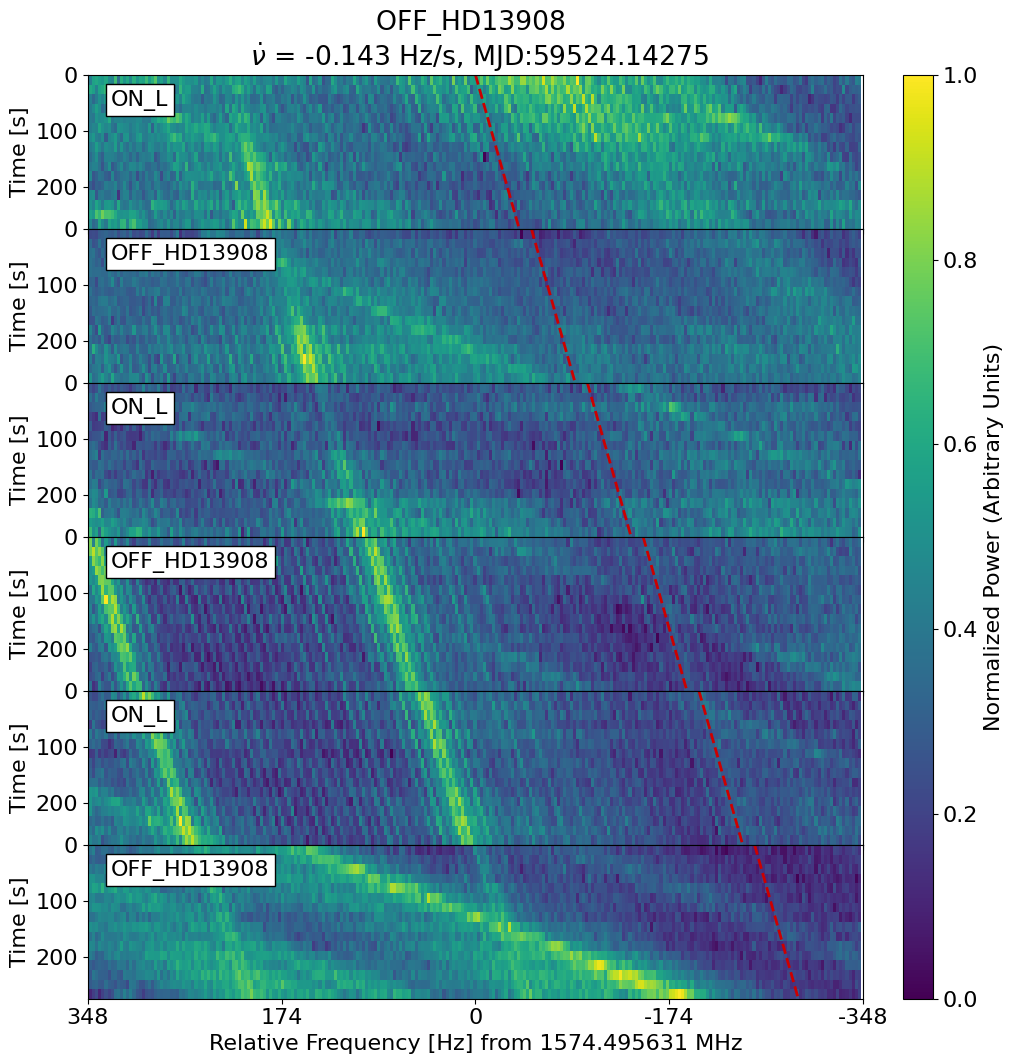 OFF_HD13908
ν̇ = -0.143 Hz/s, MJD:59524.14275
ON_L
OFF_HD13908
ON_L
OFF_HD13908
ON_L
OFF_HD13908
Time [s]
0
100
200
Time [s]
0
100
200
Time [s]
0
100
200
Time [s]
0
100
200
Time [s]
0
100
200
Time [s]
0
100
200
348 174 0 -174 -348
Relative Frequency [Hz] from 1574.495631 MHz
1.0
0.8
0.6
0.4
0.2
0.0
Normalized Power (Arbitrary Units)